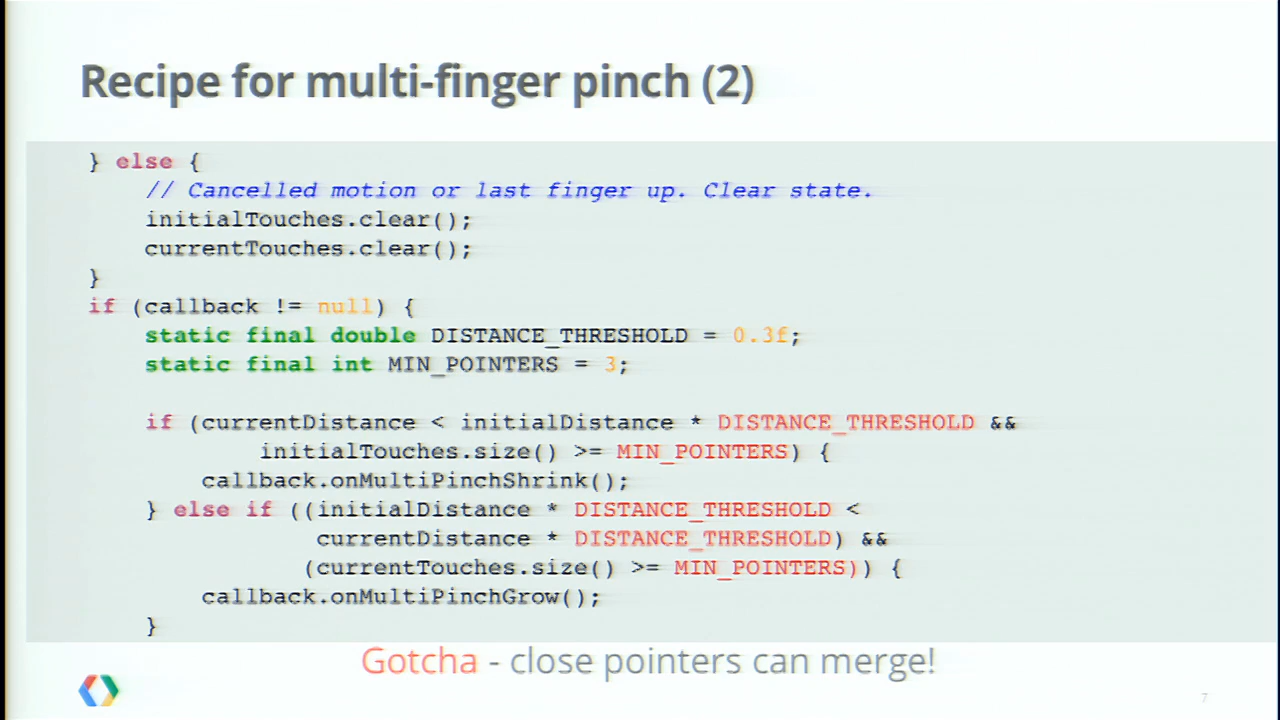 Recipe for multi-finger pinch (2)
} else {
// Cancelled motion or last finger up. Clear state.
initialTouches.clear();
currentTouches.clear();
}
if (callback != null) {
static final double DISTANCE_THRESHOLD = 0.3f;
static final int MIN_POINTERS = 3;
if (currentDistance < initialDistance * DISTANCE_THRESHOLD &&
initialTouches.size() >= MIN_POINTERS) {
callback.onMultiPinchShrink();
} else if ((initialDistance * DISTANCE_THRESHOLD <
currentDistance * DISTANCE_THRESHOLD) &&
(currentTouches.size() >= MIN_POINTERS)) {
callback.onMultiPinchGrow();
}
Gotcha - close pointers can merge!
7